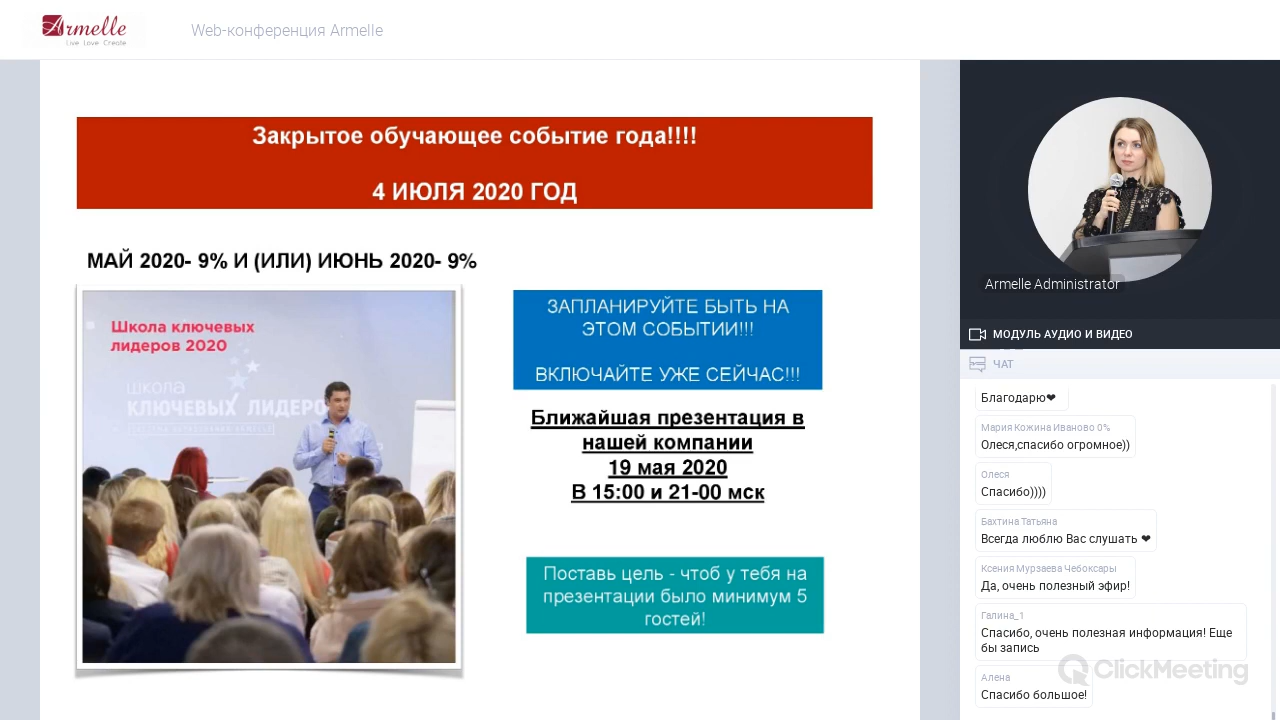 Armelle
Live Love Create
Web-конференция Armelle
Закрытое обучающее событие года!!!!
4 ИЮЛЯ 2020 ГОД
МАЙ 2020- 9% И (ИЛИ) ИЮНЬ 2020- 9%
Школа ключевых
лидеров 2020
школа
КЛЮЧЕВЫХ ЛИДЕРО
ЗАПЛАНИРУЙТЕ БЫТЬ НА
ЭТОМ СОБЫТИИ!!!
ВКЛЮЧАЙТЕ УЖЕ СЕЙЧАС!!!
Ближайшая презентация в
нашей компании
19 мая 2020
В 15:00 и 21-00 мск
Поставь цель - чтоб у тебя на
презентации было минимум 5
гостей!
Armelle Administrator
МОДУЛЬ АУДИО И ВИДЕО
ЧАТ
Благодарю❤
Мария Кожина Иваново 0%
Олеся,спасибо огромное))
Олеся
Спасибо))))
Бахтина Татьяна
Всегда люблю Вас слушать ❤
Ксения Мурзаева Чебоксары
Да, очень полезный эфир!
Галина_1
Спасибо, очень полезная информация! Еще
бы запись
ClickMeeting
Алена
Спасибо большое!